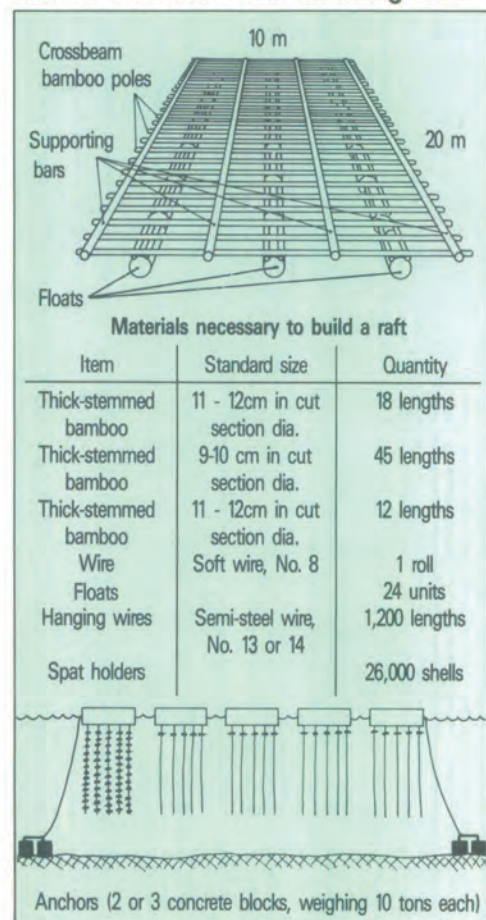 10 m
Crossbeam
bamboo poles
Supporting
bars
20 m
Floats
Materials necessary to build a raft
Item Standard size Quantity
Thick-stemmed 11 - 12cm in cut 18 lengths
bamboo section dia.
Thick-stemmed 9-10 cm in cut 45 lengths
bamboo section dia.
Thick-stemmed 11 - 12cm in cut 12 lengths
bamboo section dia.
Wire Soft wire, No. 8 1 roll
Floats 24 units
Hanging wires Semi-steel wire, 1,200 lengths
No. 13 or 14
Spat holders 26,000 shells
Anchors (2 or 3 concrete blocks, weighing 10 tons each)